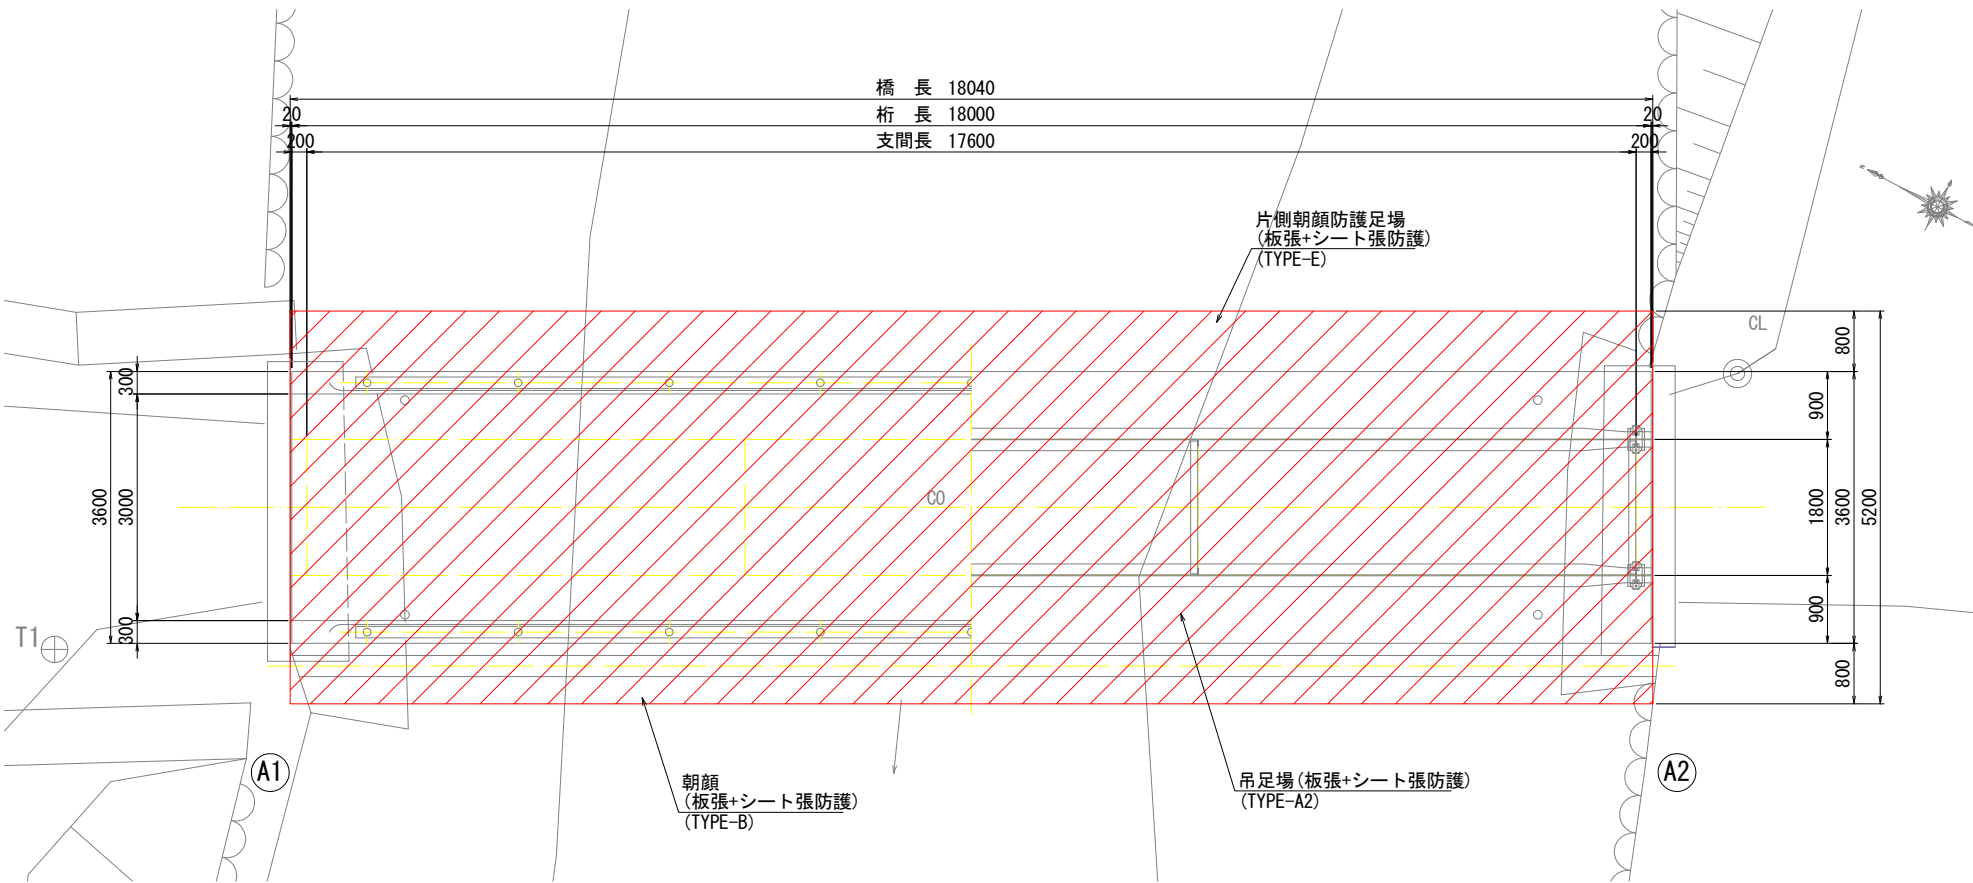 橋　長　18040
20
桁　長　18000
20
200
支間長　17600
200
片側朝顔防護足場
(板張+シート張防護)
(TYPE-E)
CL
800
300
900
3600
3000
CO
1800
3600
5200
300
900
T1
800
A1
朝顔
(板張+シート張防護)
(TYPE-B)
吊足場(板張+シート張防護)
(TYPE-A2)
A2